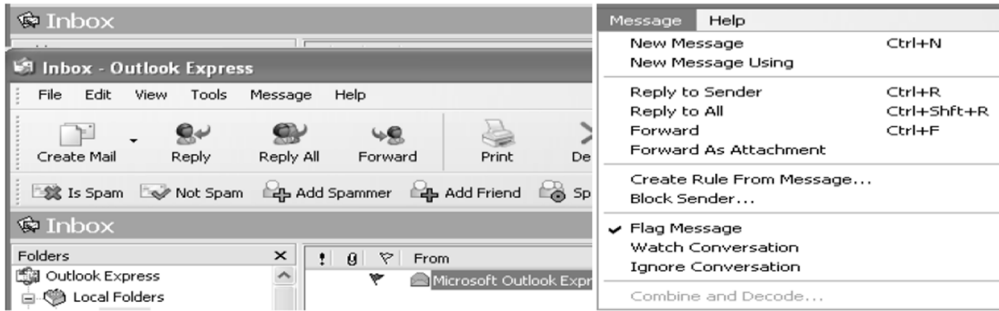 Inbox
Inbox - Outlook Express
File Edit View Tools Message Help
Create Mail Reply Reply All Forward Print De
Is Spam Not Spam Add Spammer Add Friend Sp
Inbox
Folders ! From
Outlook Express Microsoft Outlook Expr
Local Folders
Message Help
New Message Ctrl+N
New Message Using
Reply to Sender Ctrl+R
Reply to All Ctrl+Shft+R
Forward Ctrl+F
Forward As Attachment
Create Rule From Message...
Block Sender...
Flag Message
Watch Conversation
Ignore Conversation
Combine and Decode...